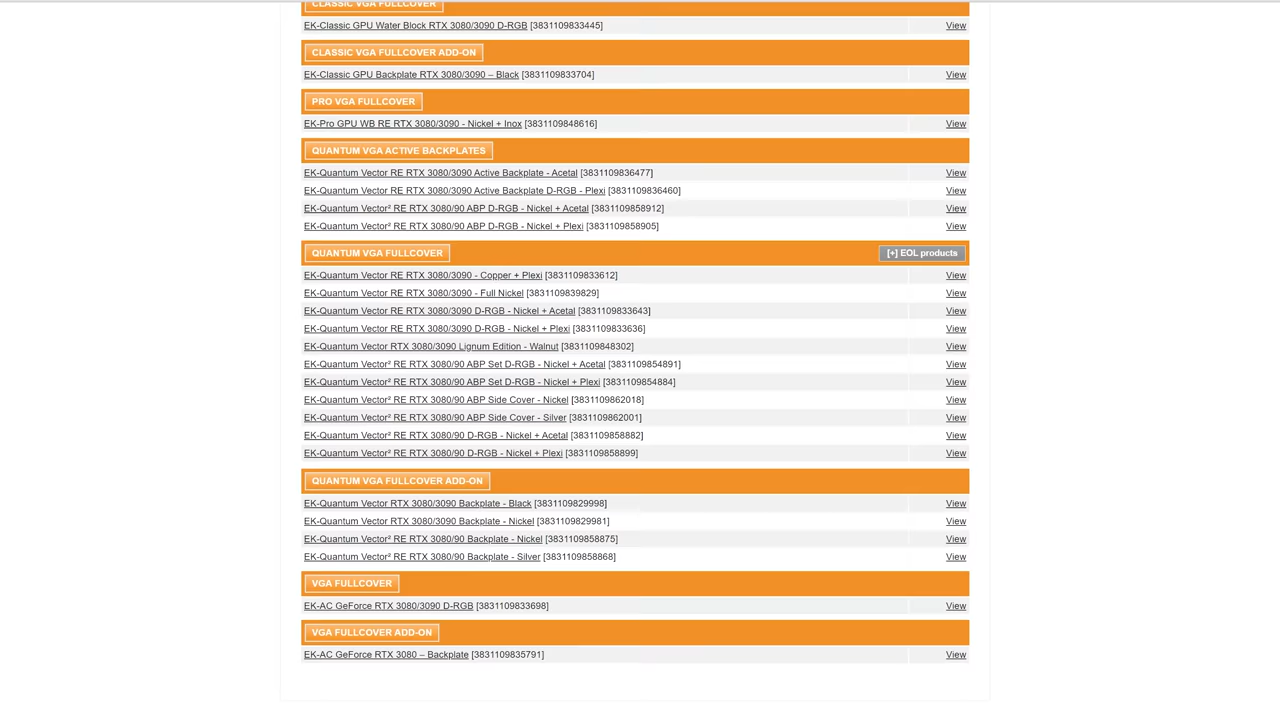 CLASSIC VGA FULLCOVER
EK-Classic GPU Water Block RTX 3080/3090 D-RGB [3831109833445] View
CLASSIC VGA FULLCOVER ADD-ON
EK-Classic GPU Backplate RTX 3080/3090 – Black [3831109833704] View
PRO VGA FULLCOVER
EK-Pro GPU WB RE RTX 3080/3090 - Nickel + Inox [3831109848616] View
QUANTUM VGA ACTIVE BACKPLATES
EK-Quantum Vector RE RTX 3080/3090 Active Backplate - Acetal [3831109836477] View
EK-Quantum Vector RE RTX 3080/3090 Active Backplate D-RGB - Plexi [3831109836460] View
EK-Quantum Vector² RE RTX 3080/90 ABP D-RGB - Nickel + Acetal [3831109858912] View
EK-Quantum Vector² RE RTX 3080/90 ABP D-RGB - Nickel + Plexi [3831109858905] View
QUANTUM VGA FULLCOVER [+] EOL products
EK-Quantum Vector RE RTX 3080/3090 - Copper + Plexi [3831109833612] View
EK-Quantum Vector RE RTX 3080/3090 - Full Nickel [3831109839829] View
EK-Quantum Vector RE RTX 3080/3090 D-RGB - Nickel + Acetal [3831109833643] View
EK-Quantum Vector RE RTX 3080/3090 D-RGB - Nickel + Plexi [3831109833636] View
EK-Quantum Vector RTX 3080/3090 Lignum Edition - Walnut [3831109848302] View
EK-Quantum Vector² RE RTX 3080/90 ABP Set D-RGB - Nickel + Acetal [3831109854891] View
EK-Quantum Vector² RE RTX 3080/90 ABP Set D-RGB - Nickel + Plexi [3831109854884] View
EK-Quantum Vector² RE RTX 3080/90 ABP Side Cover - Nickel [3831109862018] View
EK-Quantum Vector² RE RTX 3080/90 ABP Side Cover - Silver [3831109862001] View
EK-Quantum Vector² RE RTX 3080/90 D-RGB - Nickel + Acetal [3831109858882] View
EK-Quantum Vector² RE RTX 3080/90 D-RGB - Nickel + Plexi [3831109858899] View
QUANTUM VGA FULLCOVER ADD-ON
EK-Quantum Vector RTX 3080/3090 Backplate - Black [3831109829998] View
EK-Quantum Vector RTX 3080/3090 Backplate - Nickel [3831109829981] View
EK-Quantum Vector² RE RTX 3080/90 Backplate - Nickel [3831109858875] View
EK-Quantum Vector² RE RTX 3080/90 Backplate - Silver [3831109858868] View
VGA FULLCOVER
EK-AC GeForce RTX 3080/3090 D-RGB [3831109833698] View
VGA FULLCOVER ADD-ON
EK-AC GeForce RTX 3080 – Backplate [3831109835791] View